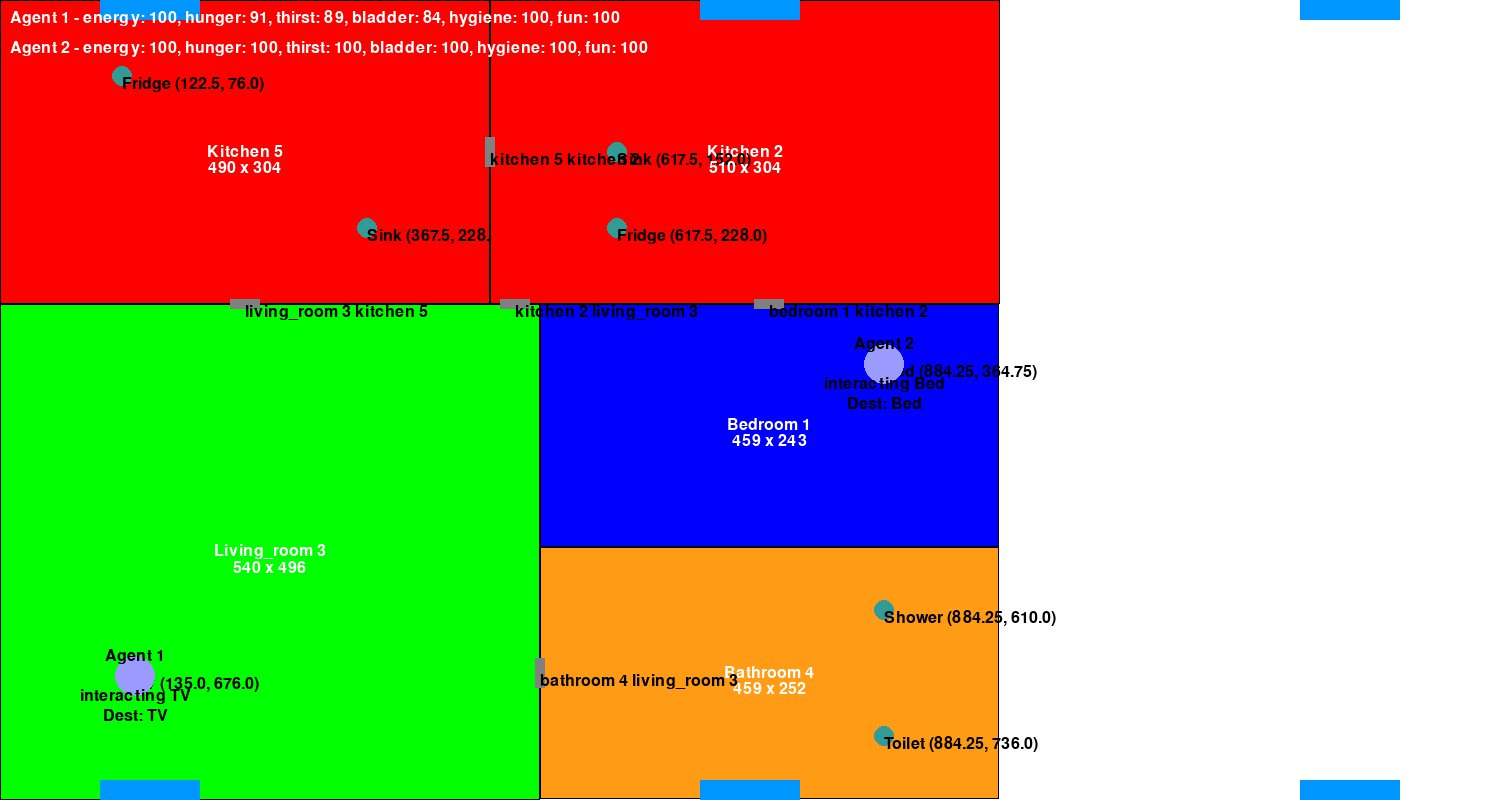 Agent 1 - energy: 100, hunger: 91, thirst: 89, bladder: 84, hygiene: 100, fun: 100
Agent 2 - energy: 100, hunger: 100, thirst: 100, bladder: 100, hygiene: 100, fun: 100
Fridge (122.5, 76.0)
Kitchen 5
490 x 304
kitchen 5 kitchen 2
Sink (617.5, 152.0)
Kitchen 2
510 x 304
Sink (367.5, 228.
Fridge (617.5, 228.0)
living_room 3 kitchen 5
kitchen 2 living_room 3
bedroom 1 kitchen 2
Agent 2
(884.25, 364.75)
interacting Bed
Dest: Bed
Bedroom 1
459 x 243
Living_room 3
540 x 496
Shower (884.25, 610.0)
Agent 1
(135.0, 676.0)
interacting TV
Dest: TV
Bathroom 4
459 x 252
bathroom 4 living_room 3
Toilet (884.25, 736.0)